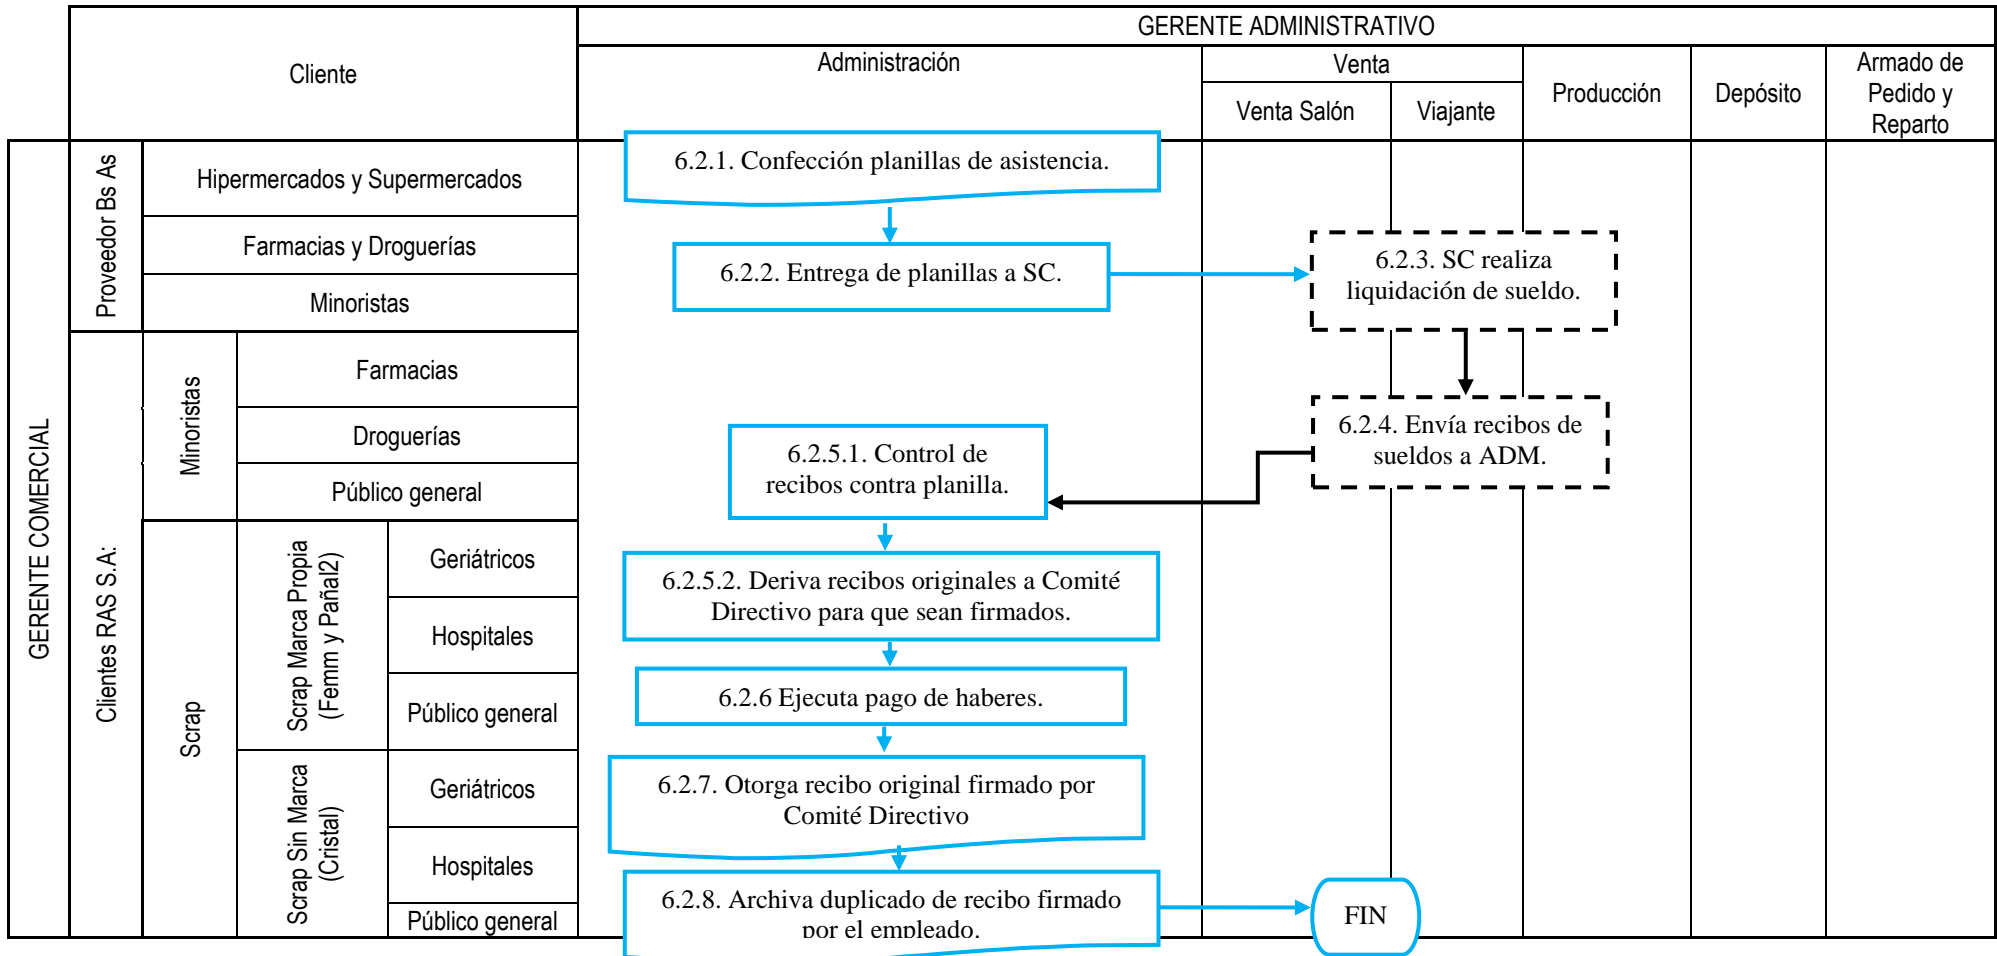 GERENTE ADMINISTRATIVO
Cliente
Administración
Venta
Venta Salón
Viajante
Producción
Depósito
Armado de
Pedido y
Reparto
GERENTE COMERCIAL
Proveedor Bs As
Hipermercados y Supermercados
Farmacias y Droguerías
Minoristas
Clientes RAS S.A:
Minoristas
Farmacias
Droguerías
Público general
Scrap
Scrap Marca Propia
(Femm y Pañal2)
Geriátricos
Hospitales
Público general
Scrap Sin Marca
(Cristal)
Geriátricos
Hospitales
Público general
6.2.1. Confección planillas de asistencia.
6.2.2. Entrega de planillas a SC.
6.2.3. SC realiza
liquidación de sueldo.
6.2.4. Envía recibos de
sueldos a ADM.
6.2.5.1. Control de
recibos contra planilla.
6.2.5.2. Deriva recibos originales a Comité
Directivo para que sean firmados.
6.2.6 Ejecuta pago de haberes.
6.2.7. Otorga recibo original firmado por
Comité Directivo
6.2.8. Archiva duplicado de recibo firmado
por el empleado.
FIN